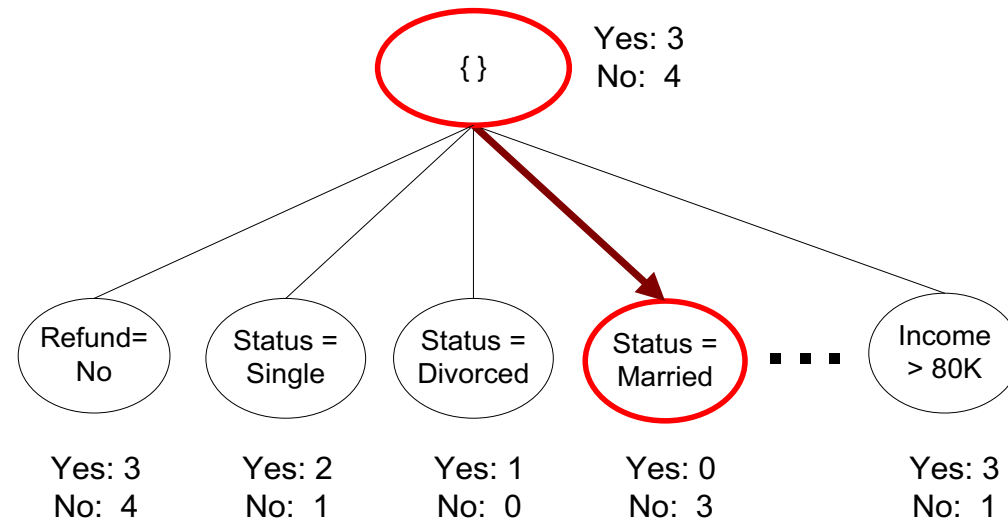 { }
Yes: 3
No: 4
Refund=
No
Status =
Single
Status =
Divorced
Status =
Married
Income
> 80K
Yes: 3
No: 4
Yes: 2
No: 1
Yes: 1
No: 0
Yes: 0
No: 3
Yes: 3
No: 1